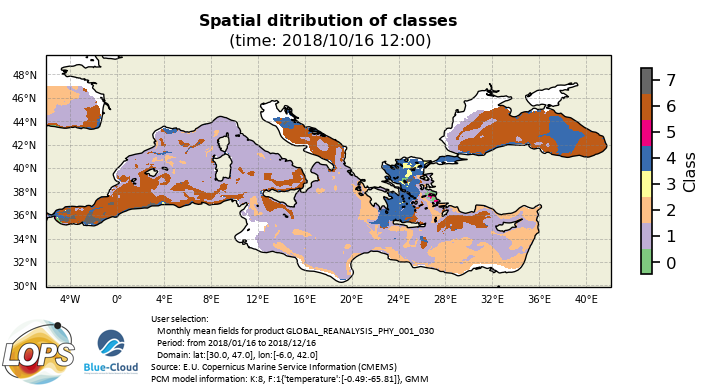 Spatial ditribution of classes
(time: 2018/10/16 12:00)
48°N
46°N
44°N
42°N
40°N
38°N
36°N
34°N
32°N
30°N
4°W 0° 4°E 8°E 12°E 16°E 20°E 24°E 28°E 32°E 36°E 40°E
7
6
5
4
3
2
1
0
Class
LOPS
Blue-Cloud
User selection:
Monthly mean fields for product GLOBAL_REANALYSIS_PHY_001_030
Period: from 2018/01/16 to 2018/12/16
Domain: lat:[30.0, 47.0], lon:[-6.0, 42.0]
Source: E.U. Copernicus Marine Service Information (CMEMS)
PCM model information: K:8, F:1{'temperature':[-0.49:-65.81]}, GMM